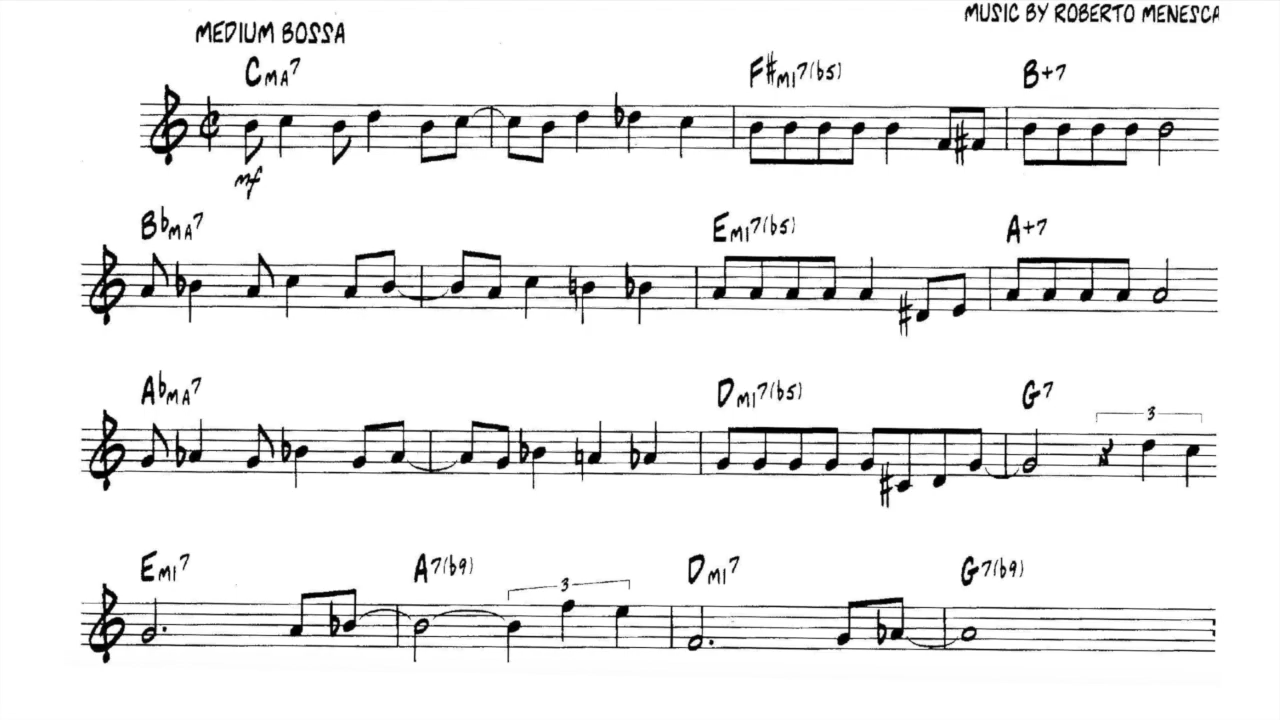 MUSIC BY ROBERTO MENESCA
MEDIUM BOSSA
CMA7 F#MI7(b5) B+7
mf
BbMA7 EMI7(b5) A+7
AbMA7 DMI7(b5) G7
3
EMI7 A7(b9) DMI7 G7(b9)
3